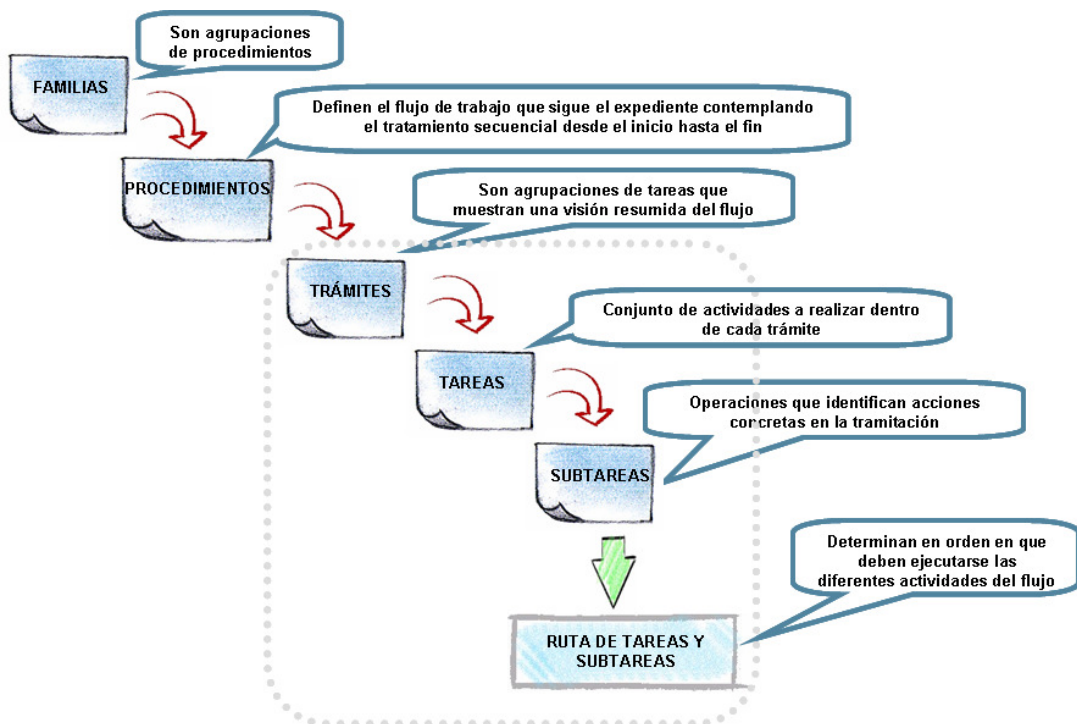 Son agrupaciones
de procedimientos
FAMILIAS
Definen el flujo de trabajo que sigue el expediente contemplando
el tratamiento secuencial desde el inicio hasta el fin
PROCEDIMIENTOS
Son agrupaciones de tareas que
muestran una visión resumida del flujo
TRÁMITES
Conjunto de actividades a realizar dentro
de cada trámite
TAREAS
Operaciones que identifican acciones
concretas en la tramitación
SUBTAREAS
Determinan en orden en que
deben ejecutarse las
diferentes actividades del flujo
RUTA DE TAREAS Y
SUBTAREAS